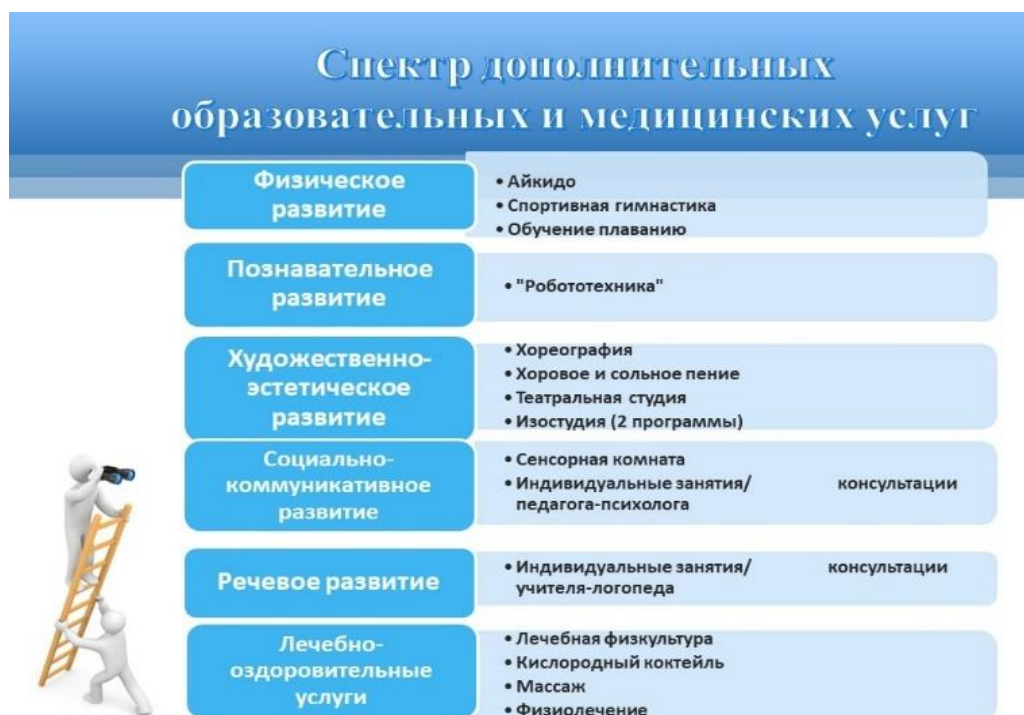 Спектр дополнительных
образовательных и медицинских услуг
Физическое
развитие
• Айкидо
• Спортивная гимнастика
• Обучение плаванию
Познавательное
развитие
• "Робототехника"
Художественно-
эстетическое
развитие
• Хореография
• Хоровое и сольное пение
• Театральная студия
• Изостудия (2 программы)
Социально-
коммуникативное
развитие
• Сенсорная комната
• Индивидуальные занятия/ консультации
педагога-психолога
Речевое развитие
• Индивидуальные занятия/ консультации
учителя-логопеда
Лечебно-
оздоровительные
услуги
• Лечебная физкультура
• Кислородный коктейль
• Массаж
• Физиолечение